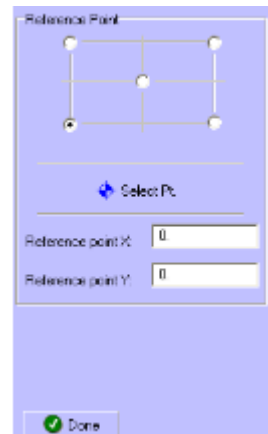 Reference Point
Select Pt.
Reference point X: 0.
Reference point Y: 0.
Done